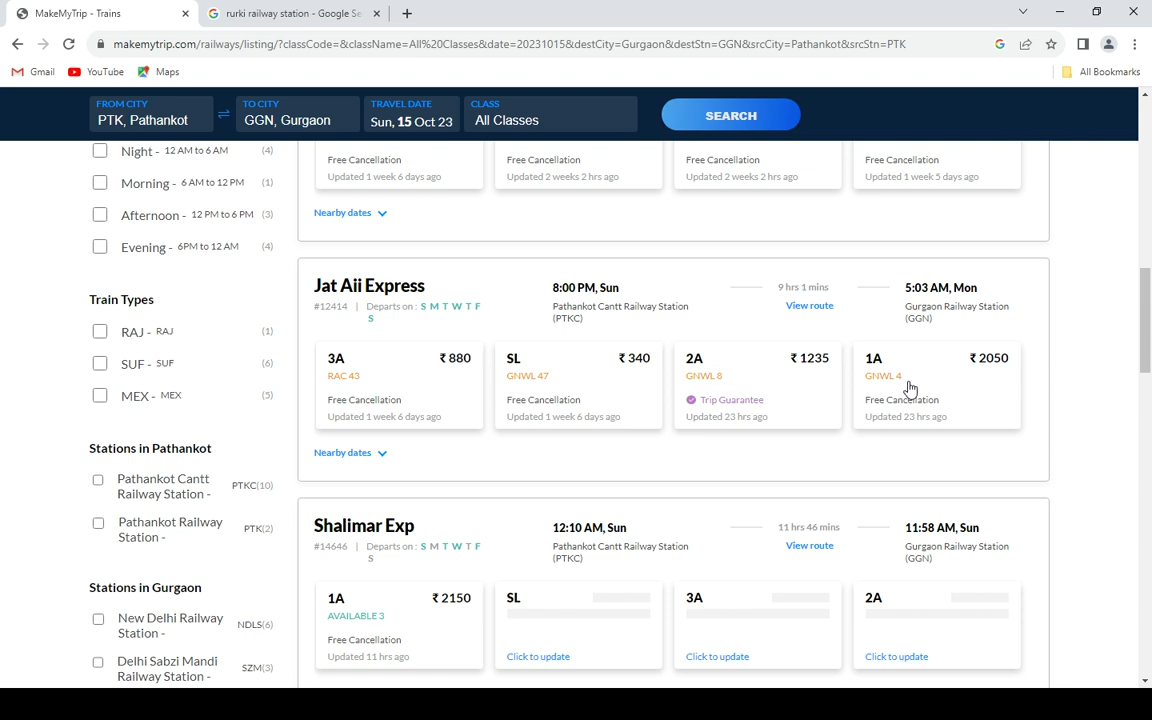 MakeMyTrip - Trains
rurki railway station - Google Se
makemytrip.com/railways/listing/?classCode=&className=All%20Classes&date=20231015&destCity=Gurgaon&destStn=GGN&srcCity=Pathankot&srcStn=PTK
Gmail YouTube Maps All Bookmarks
FROM CITY TO CITY TRAVEL DATE CLASS
PTK, Pathankot GGN, Gurgaon Sun, 15 Oct 23 All Classes SEARCH
Night - 12 AM to 6 AM (4)
Morning - 6 AM to 12 PM (1)
Afternoon - 12 PM to 6 PM (3)
Evening - 6PM to 12 AM (4)
Train Types
RAJ - RAJ (1)
SUF - SUF (6)
MEX - MEX (5)
Stations in Pathankot
Pathankot Cantt
Railway Station - PTKC(10)
Pathankot Railway
Station - PTK(2)
Stations in Gurgaon
New Delhi Railway
Station - NDLS(6)
Delhi Sabzi Mandi
Railway Station - SZM(3)
Free Cancellation Free Cancellation Free Cancellation Free Cancellation
Updated 1 week 6 days ago Updated 2 weeks 2 hrs ago Updated 2 weeks 2 hrs ago Updated 1 week 5 days ago
Nearby dates
Jat Aii Express 8:00 PM, Sun 9 hrs 1 mins 5:03 AM, Mon
#12414 | Departs on : S M T W T F
S
Pathankot Cantt Railway Station
(PTKC)
View route
Gurgaon Railway Station
(GGN)
3A ₹ 880 SL ₹ 340 2A ₹ 1235 1A ₹ 2050
RAC 43 GNWL 47 GNWL 8 GNWL 4
Free Cancellation Free Cancellation Trip Guarantee Free Cancellation
Updated 1 week 6 days ago Updated 1 week 6 days ago Updated 23 hrs ago Updated 23 hrs ago
Nearby dates
Shalimar Exp 12:10 AM, Sun 11 hrs 46 mins 11:58 AM, Sun
#14646 | Departs on : S M T W T F
S
Pathankot Cantt Railway Station
(PTKC)
View route
Gurgaon Railway Station
(GGN)
1A ₹ 2150 SL 3A 2A
AVAILABLE 3
Free Cancellation
Updated 11 hrs ago Click to update Click to update Click to update